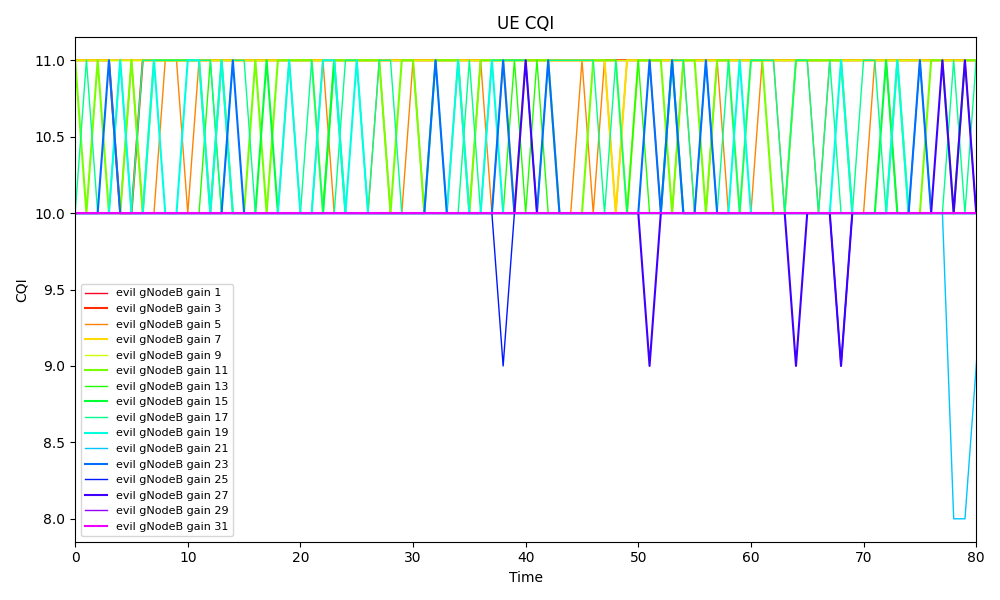 UE CQI
11.0
10.5
10.0
9.5
9.0
8.5
8.0
CQI
evil gNodeB gain 1
evil gNodeB gain 3
evil gNodeB gain 5
evil gNodeB gain 7
evil gNodeB gain 9
evil gNodeB gain 11
evil gNodeB gain 13
evil gNodeB gain 15
evil gNodeB gain 17
evil gNodeB gain 19
evil gNodeB gain 21
evil gNodeB gain 23
evil gNodeB gain 25
evil gNodeB gain 27
evil gNodeB gain 29
evil gNodeB gain 31
0 10 20 30 40 50 60 70 80
Time